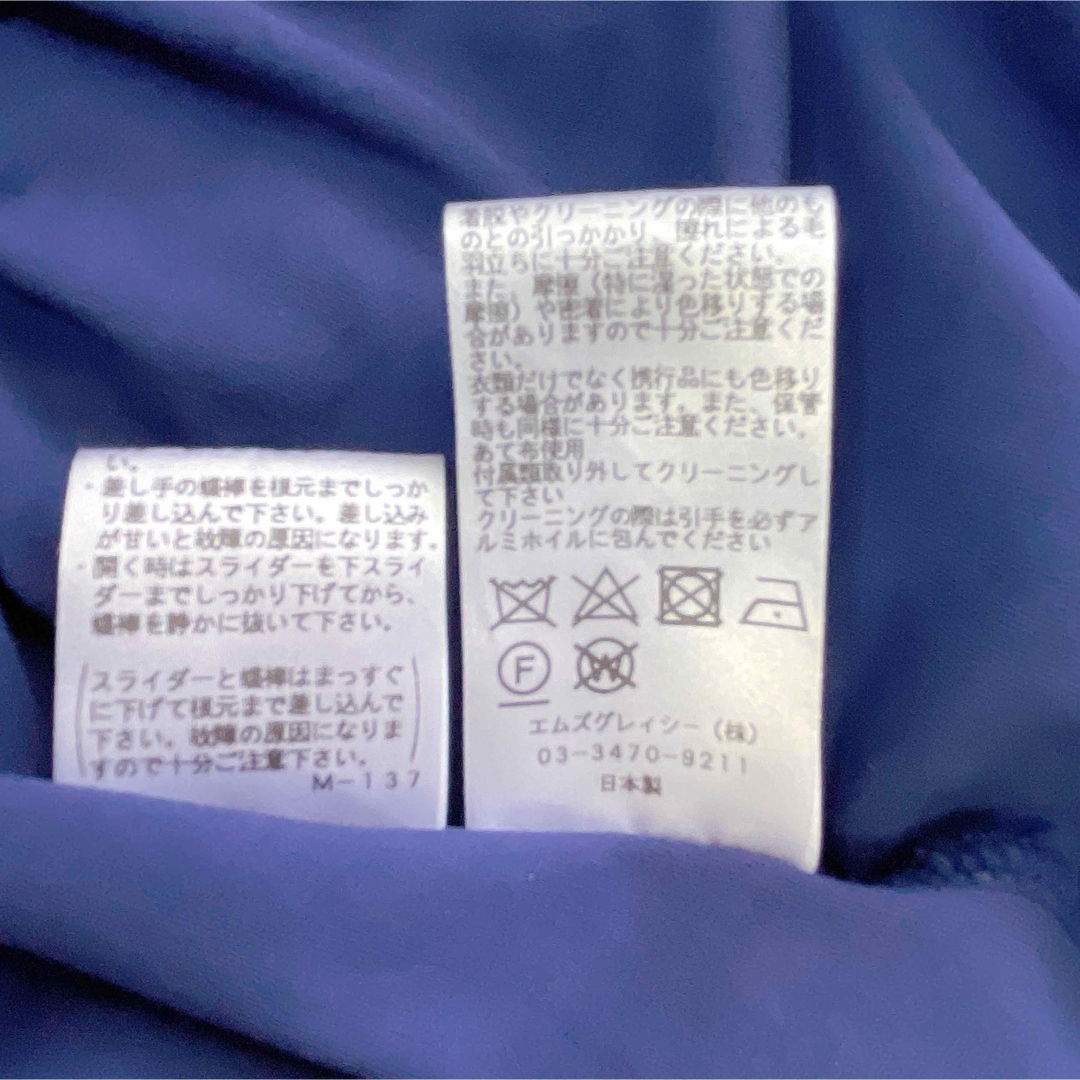 い。
・差し手の蝶棒を根元までしっか
り差し込んで下さい。差し込み
が甘いと故障の原因になります。
・開く時はスライダーを下スライ
ダーまでしっかり下げてから、
蝶棒を静かに抜いて下さい。
(スライダーと蝶棒はまっすぐ
に下げて根元まで差し込んで
下さい。故障の原因になりま
すので十分ご注意下さい。)
M-137
着脱やクリーニングの際に他のも
のとの引っかかり、擦れによる毛
羽立ちに十分ご注意ください。
また、摩擦（特に湿った状態での
摩擦）や密着により色移りする場
合がありますので十分ご注意くだ
さい。
衣類だけでなく携行品にも色移り
する場合があります。また、保管
時も同様に十分ご注意ください。
あて布使用
付属類取り外してクリーニングし
て下さい
クリーニングの際は引手を必ずア
ルミホイルに包んでください
F W
エムズグレイシー（株）
03-3470-9211
日本製